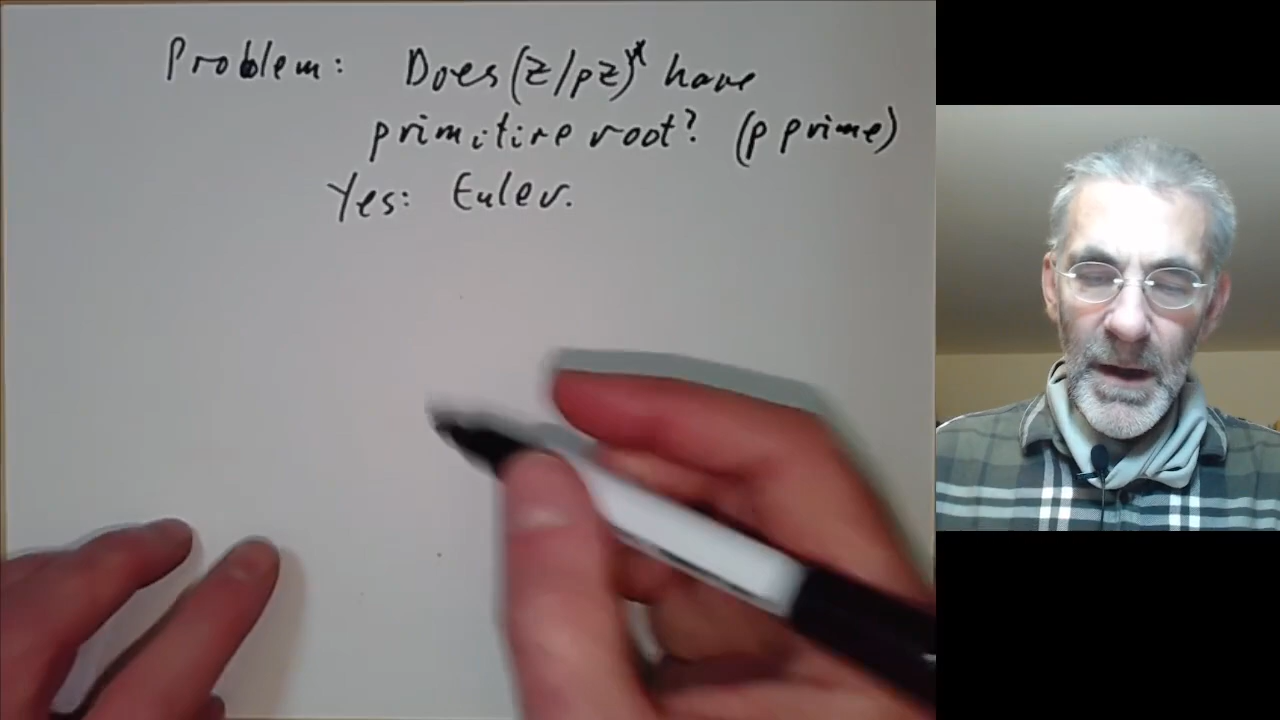 Problem: Does (Z/pZ)* have
primitive root? (p prime)
Yes: Euler.